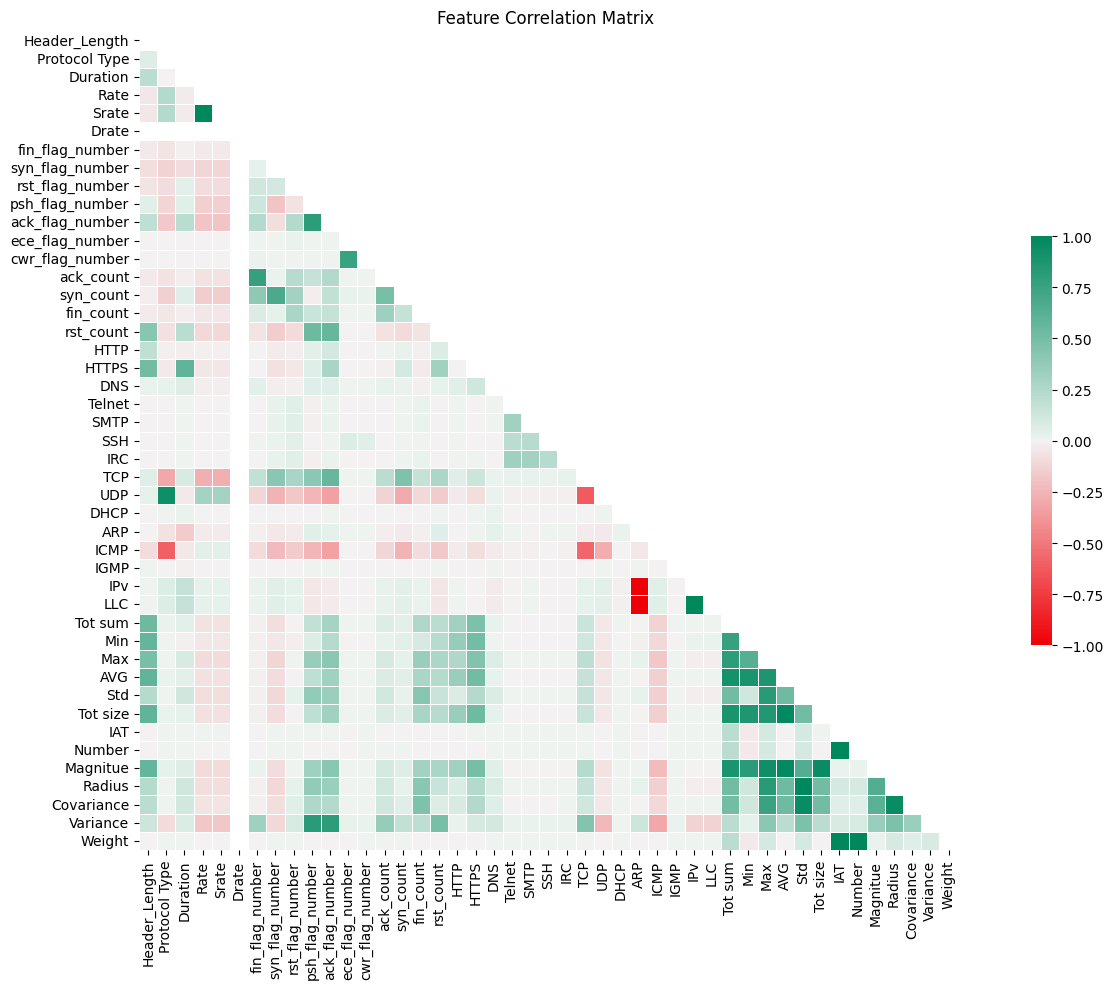 Feature Correlation Matrix
Header_Length
Protocol Type
Duration
Rate
Srate
Drate
fin_flag_number
syn_flag_number
rst_flag_number
psh_flag_number
ack_flag_number
ece_flag_number
cwr_flag_number
ack_count
syn_count
fin_count
rst_count
HTTP
HTTPS
DNS
Telnet
SMTP
SSH
IRC
TCP
UDP
DHCP
ARP
ICMP
IGMP
IPv
LLC
Tot sum
Min
Max
AVG
Std
Tot size
IAT
Number
Magnitue
Radius
Covariance
Variance
Weight
Header_Length
Protocol Type
Duration
Rate
Srate
Drate
fin_flag_number
syn_flag_number
rst_flag_number
psh_flag_number
ack_flag_number
ece_flag_number
cwr_flag_number
ack_count
syn_count
fin_count
rst_count
HTTP
HTTPS
DNS
Telnet
SMTP
SSH
IRC
TCP
UDP
DHCP
ARP
ICMP
IGMP
IPv
LLC
Tot sum
Min
Max
AVG
Std
Tot size
IAT
Number
Magnitue
Radius
Covariance
Variance
Weight
1.00
0.75
0.50
0.25
0.00
−0.25
−0.50
−0.75
−1.00